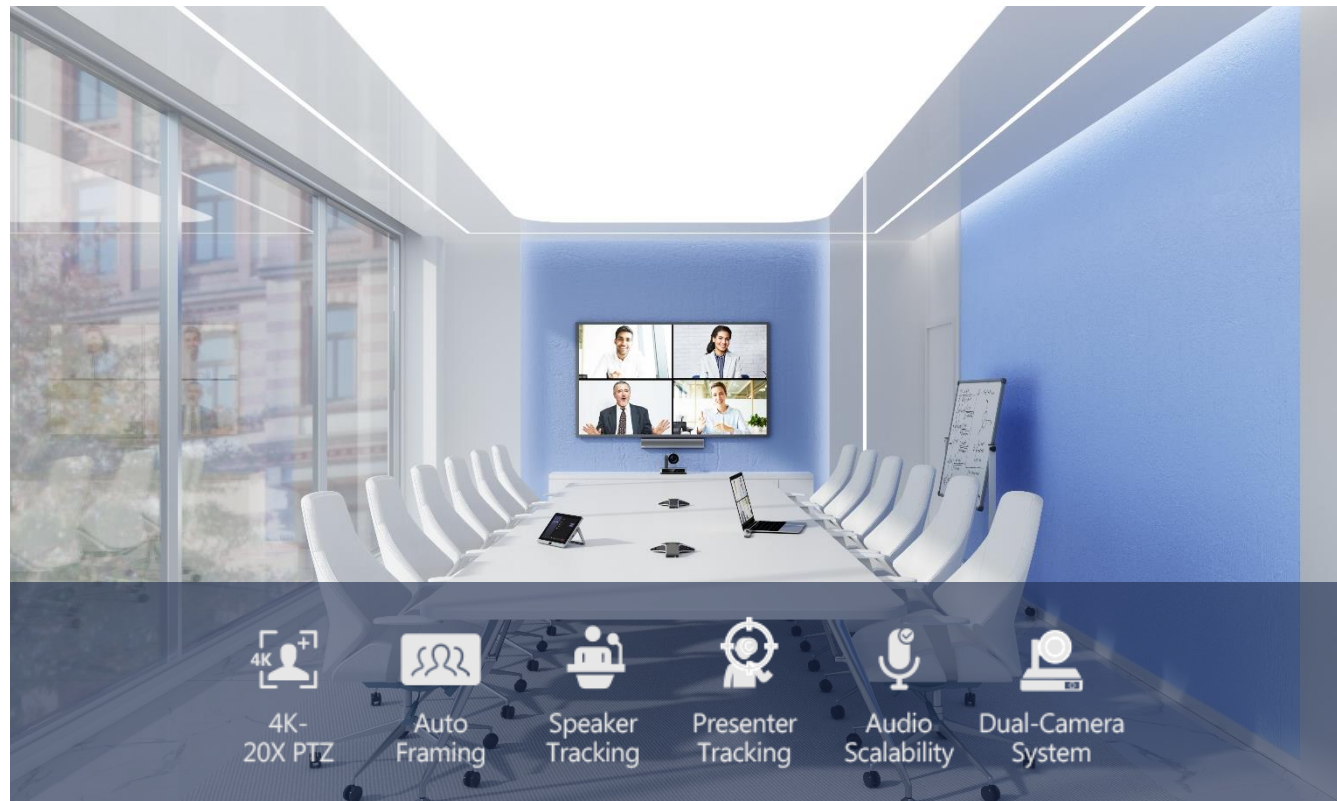 4K
4K-
20X PTZ
Auto
Framing
Speaker
Tracking
Presenter
Tracking
Audio
Scalability
Dual-Camera
System